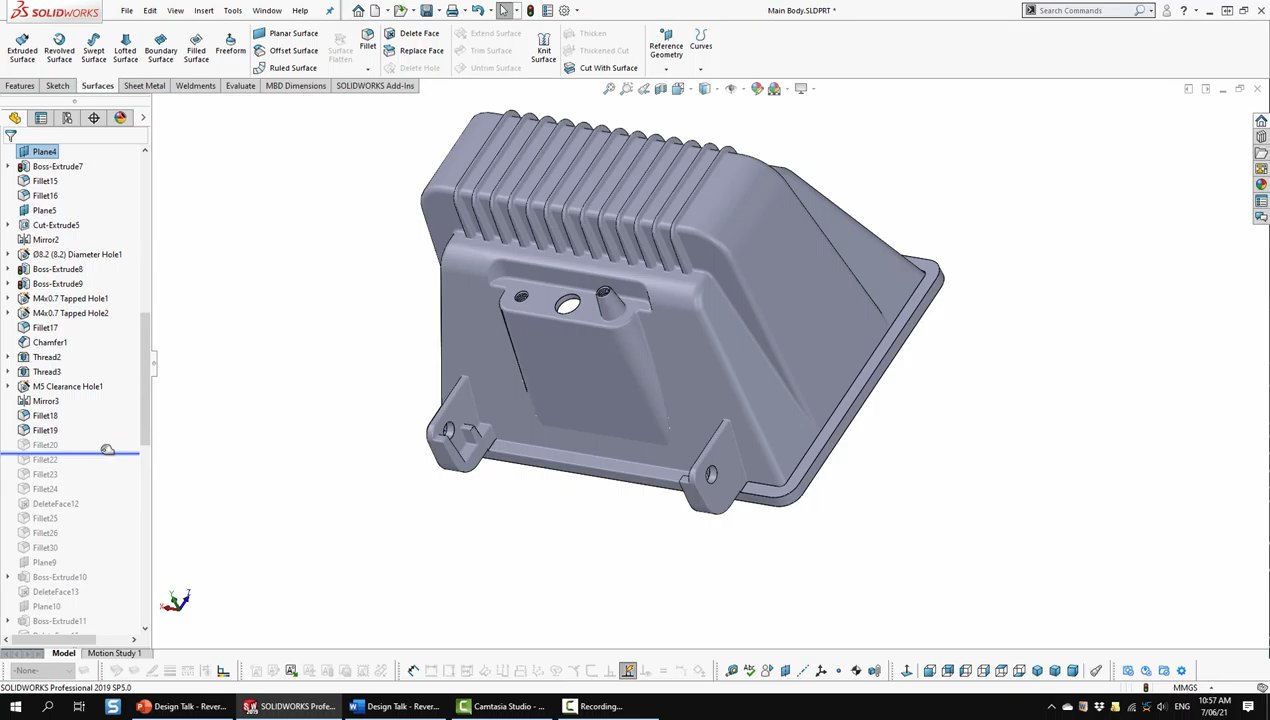 SOLIDWORKS
File Edit View Insert Tools Window Help
Main Body.SLDPRT *
Search Commands
Extruded Surface
Revolved Surface
Swept Surface
Lofted Surface
Boundary Surface
Filled Surface
Freeform
Planar Surface
Offset Surface
Ruled Surface
Surface Flatten
Fillet
Delete Face
Replace Face
Delete Hole
Extend Surface
Trim Surface
Untrim Surface
Knit Surface
Thicken
Thickened Cut
Cut With Surface
Reference Geometry
Curves
Features Sketch Surfaces Sheet Metal Weldments Evaluate MBD Dimensions SOLIDWORKS Add-Ins
Plane4
Boss-Extrude7
Fillet15
Fillet16
Plane5
Cut-Extrude5
Mirror2
Ø8.2 (8.2) Diameter Hole1
Boss-Extrude8
Boss-Extrude9
M4x0.7 Tapped Hole1
M4x0.7 Tapped Hole2
Fillet17
Chamfer1
Thread2
Thread3
M5 Clearance Hole1
Mirror3
Fillet18
Fillet19
Fillet20
Fillet22
Fillet23
Fillet24
DeleteFace12
Fillet25
Fillet26
Fillet30
Plane9
Boss-Extrude10
DeleteFace13
Plane10
Boss-Extrude11
X Y Z
Model Motion Study 1
-None-
SOLIDWORKS Professional 2019 SP5.0
MMGS
Design Talk - Rever...
SOLIDWORKS Profe...
Design Talk - Rever...
Camtasia Studio - ...
Recording...
ENG
10:57 AM
7/06/21